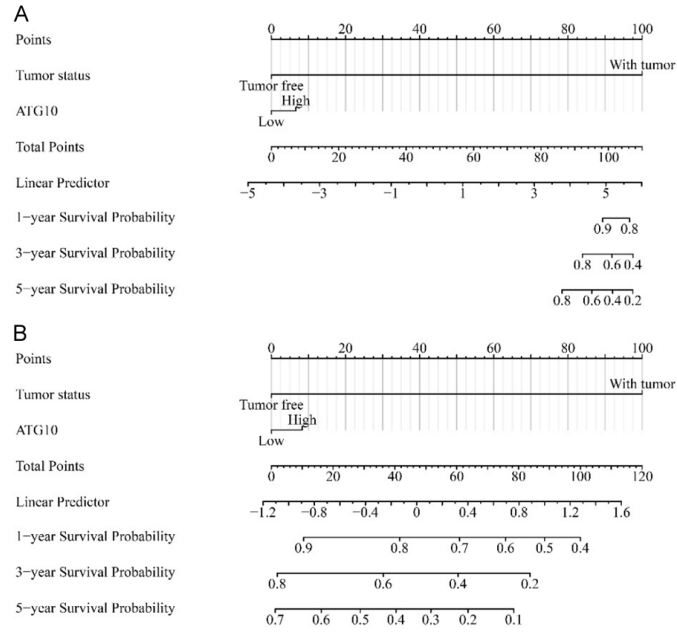 A
0 20 40 60 80 100
Points
With tumor
Tumor status
Tumor free
High
ATG10
Low
Total Points
0 20 40 60 80 100
Linear Predictor
−5 −3 −1 1 3 5
1−year Survival Probability
0.9 0.8
3−year Survival Probability
0.8 0.6 0.4
5−year Survival Probability
0.8 0.6 0.4 0.2
B
0 20 40 60 80 100
Points
With tumor
Tumor status
Tumor free
High
ATG10
Low
Total Points
0 20 40 60 80 100 120
Linear Predictor
−1.2 −0.8 −0.4 0 0.4 0.8 1.2 1.6
1−year Survival Probability
0.9 0.8 0.7 0.6 0.5 0.4
3−year Survival Probability
0.8 0.6 0.4 0.2
5−year Survival Probability
0.7 0.6 0.5 0.4 0.3 0.2 0.1